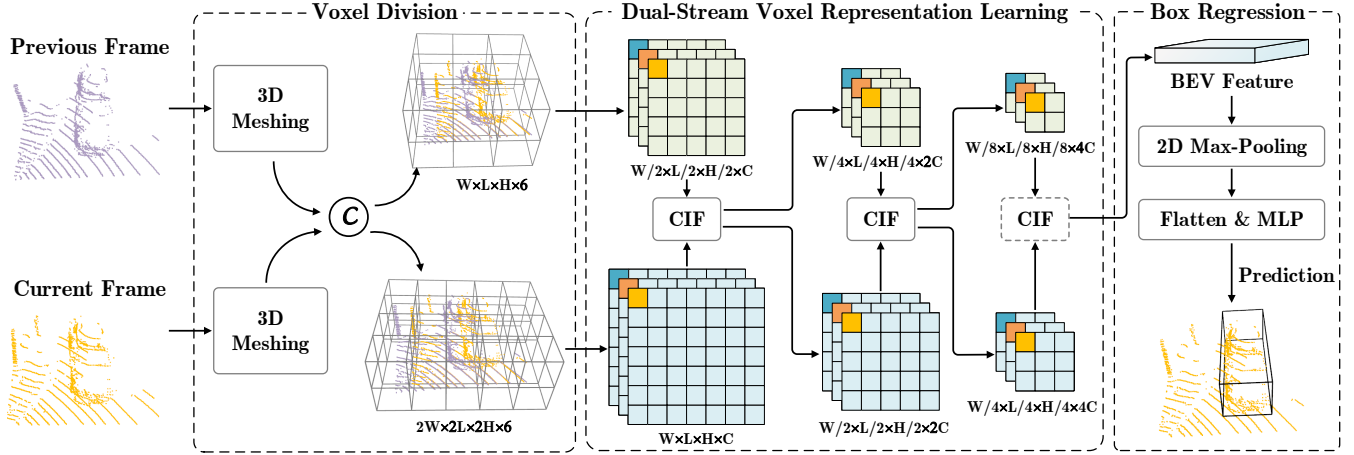 Voxel Division
Dual-Stream Voxel Representation Learning
Box Regression
Previous Frame
3D
Meshing
W×L×H×6
C
Current Frame
3D
Meshing
2W×2L×2H×6
W/2×L/2×H/2×C
CIF
W×L×H×C
W/4×L/4×H/4×2C
CIF
W/2×L/2×H/2×2C
W/8×L/8×H/8×4C
CIF
W/4×L/4×H/4×4C
BEV Feature
2D Max-Pooling
Flatten & MLP
Prediction